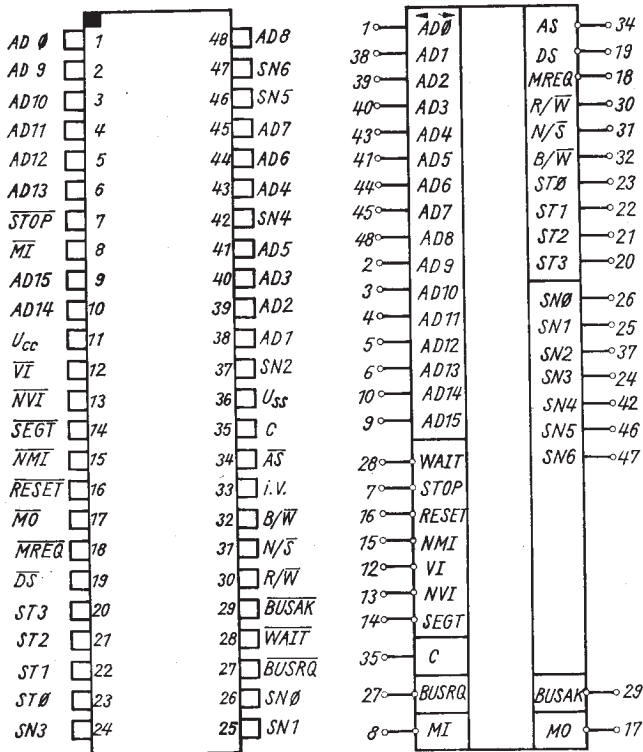 AD Ø 1 48 AD8
AD 9 2 47 SN6
AD10 3 46 SN5
AD11 4 45 AD7
AD12 5 44 AD6
AD13 6 43 AD4
STOP 7 42 SN4
MI 8 41 AD5
AD15 9 40 AD3
AD14 10 39 AD2
Ucc 11 38 AD1
VI 12 37 SN2
NVI 13 36 Uss
SEGT 14 35 C
NMI 15 34 AS
RESET 16 33 i.V.
MO 17 32 B/W
MREQ 18 31 N/S
DS 19 30 R/W
ST3 20 29 BUSAK
ST2 21 28 WAIT
ST1 22 27 BUSRQ
STØ 23 26 SNØ
SN3 24 25 SN1
1 ADØ AS 34
38 AD1 DS 19
39 AD2 MREQ 18
40 AD3 R/W 30
43 AD4 N/S 31
41 AD5 B/W 32
44 AD6 STØ 23
45 AD7 ST1 22
48 AD8 ST2 21
2 AD9 ST3 20
3 AD10 SNØ 26
4 AD11 SN1 25
5 AD12 SN2 37
6 AD13 SN3 24
10 AD14 SN4 42
9 AD15 SN5 46
SN6 47
28 WAIT
7 STOP
16 RESET
15 NMI
12 VI
13 NVI
14 SEGT
35 C
27 BUSRQ BUSAK 29
8 MI MO 17